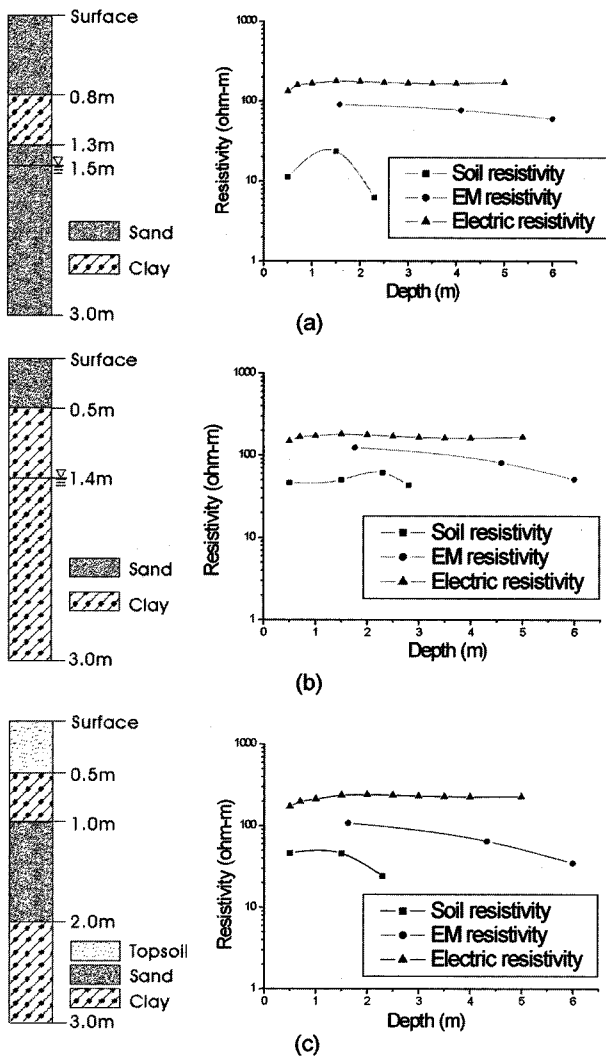 Surface
0.8m
1.3m
1.5m
Sand
Clay
3.0m
Resistivity (ohm-m)
1000
100
10
1
0 1 2 3 4 5 6
Depth (m)
Soil resistivity
EM resistivity
Electric resistivity
(a)
Surface
0.5m
1.4m
Sand
Clay
3.0m
Resistivity (ohm-m)
1000
100
10
1
0 1 2 3 4 5 6
Depth (m)
Soil resistivity
EM resistivity
Electric resistivity
(b)
Surface
0.5m
1.0m
2.0m
Topsoil
Sand
Clay
3.0m
Resistivity (ohm-m)
1000
100
10
1
0 1 2 3 4 5 6
Depth (m)
Soil resistivity
EM resistivity
Electric resistivity
(c)